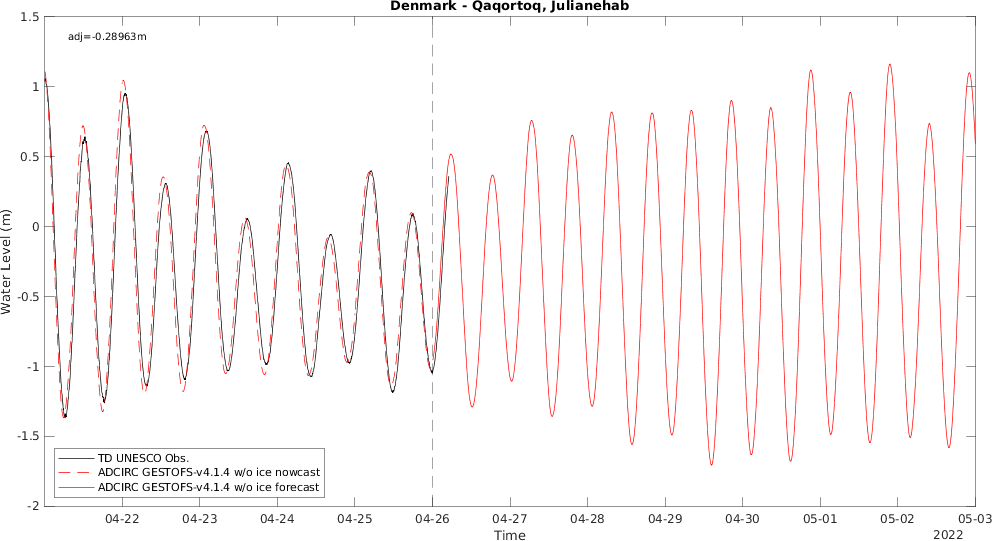 Denmark - Qaqortoq, Julianehab
adj=-0.28963m
1.5
1
0.5
0
-0.5
-1
-1.5
-2
Water Level (m)
TD UNESCO Obs.
ADCIRC GESTOFS-v4.1.4 w/o ice nowcast
ADCIRC GESTOFS-v4.1.4 w/o ice forecast
04-22 04-23 04-24 04-25 04-26 04-27 04-28 04-29 04-30 05-01 05-02 05-03
Time
2022